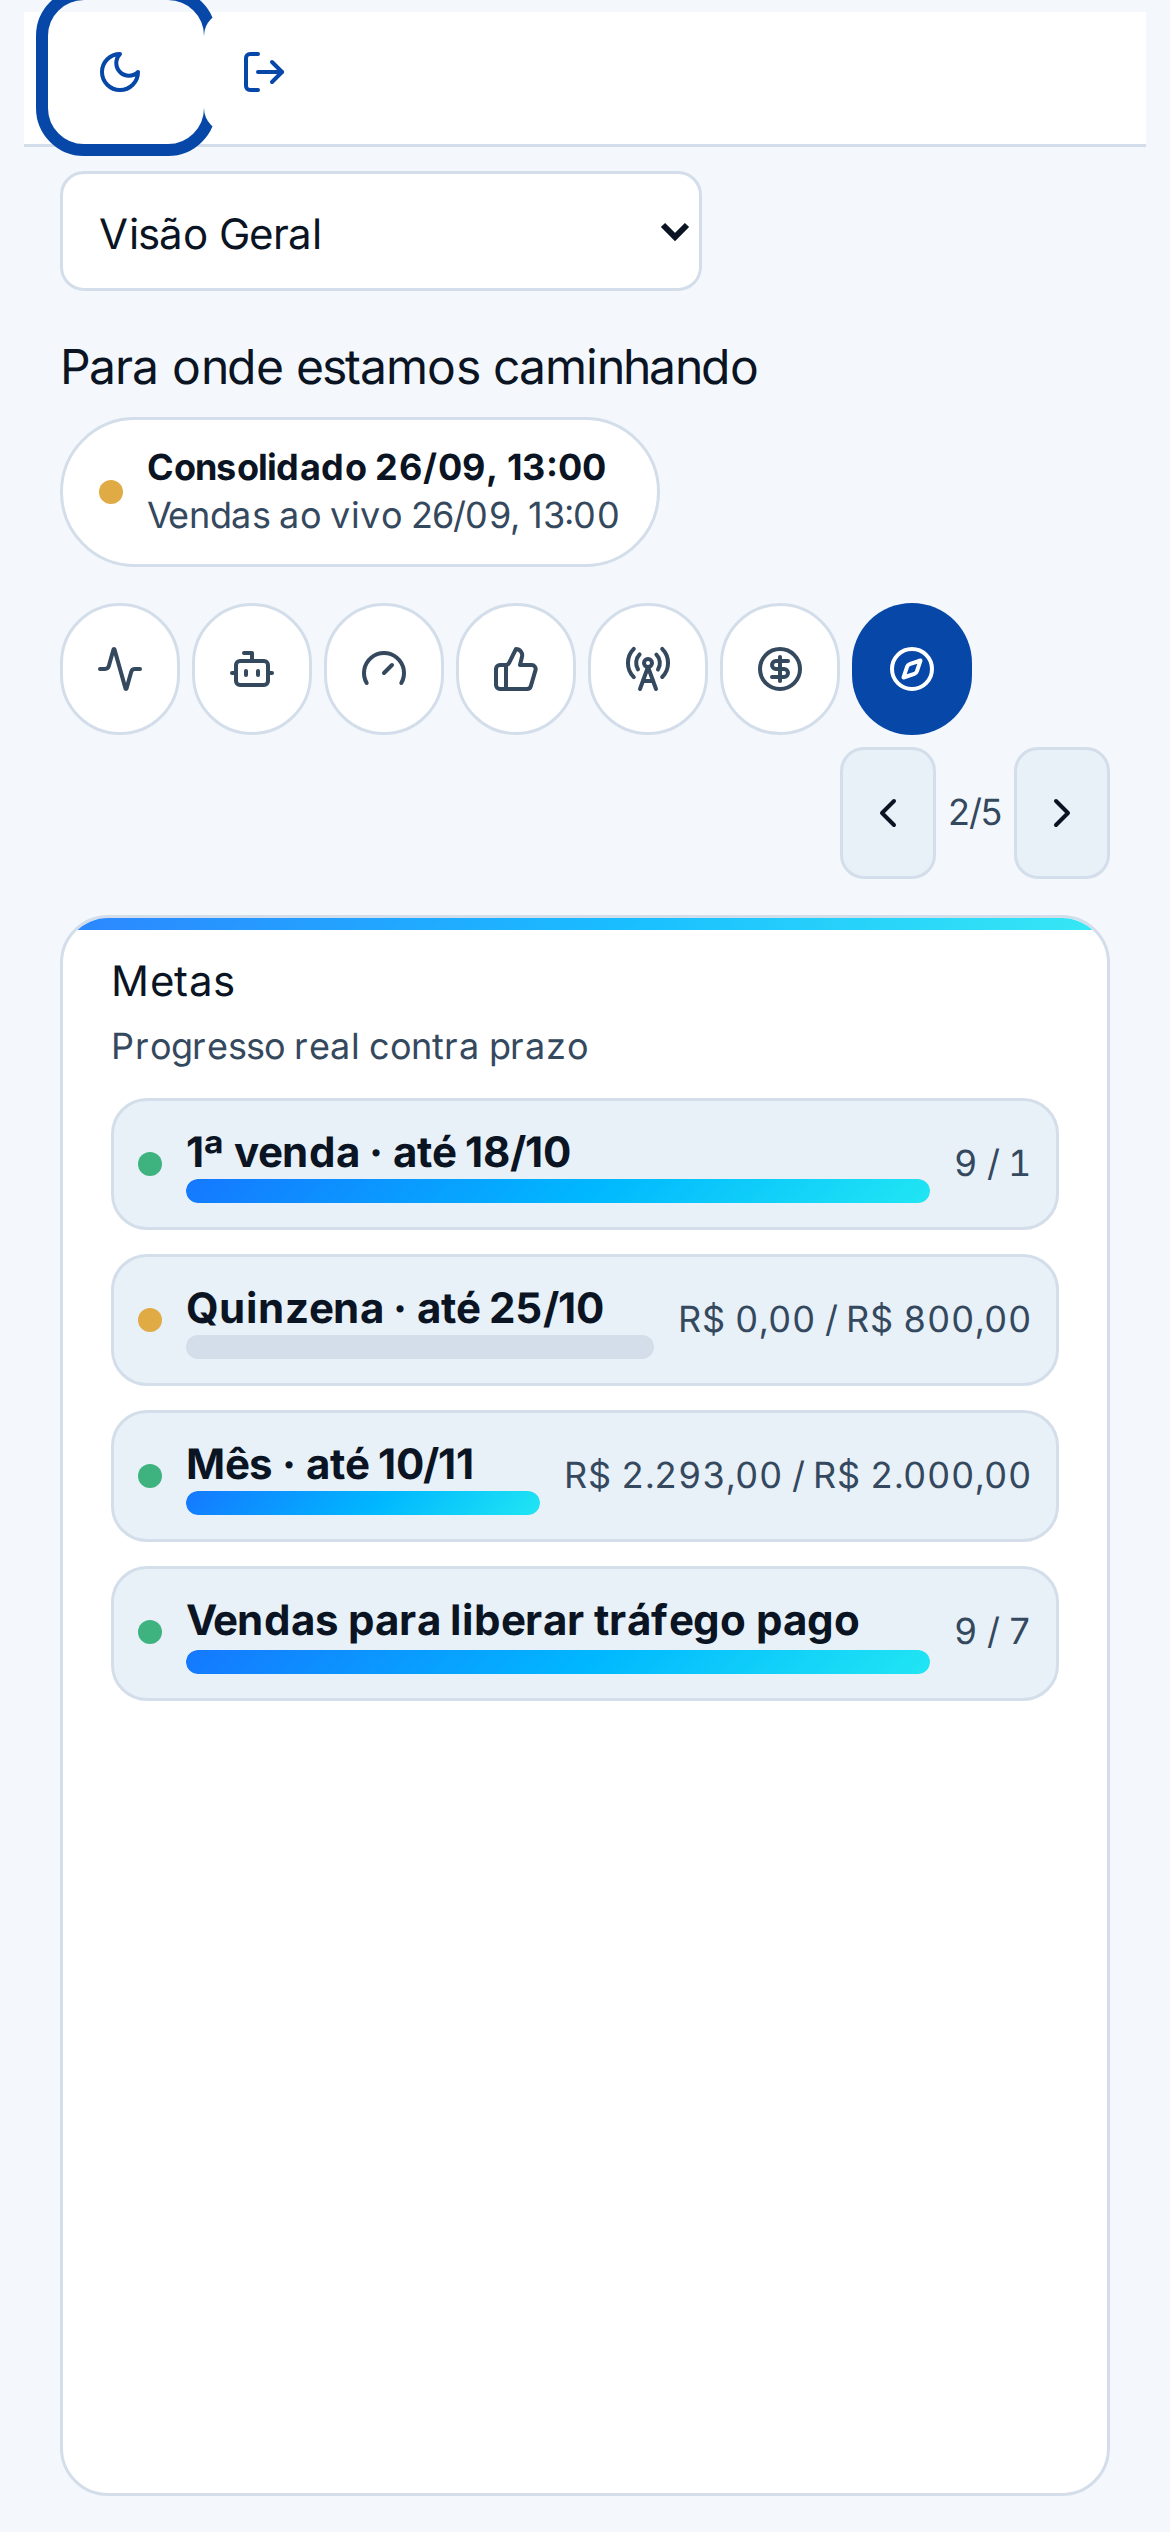 Visão Geral
Para onde estamos caminhando
Consolidado 26/09, 13:00
Vendas ao vivo 26/09, 13:00
2/5
Metas
Progresso real contra prazo
1ª venda · até 18/10
9 / 1
Quinzena · até 25/10
R$ 0,00 / R$ 800,00
Mês · até 10/11
R$ 2.293,00 / R$ 2.000,00
Vendas para liberar tráfego pago
9 / 7